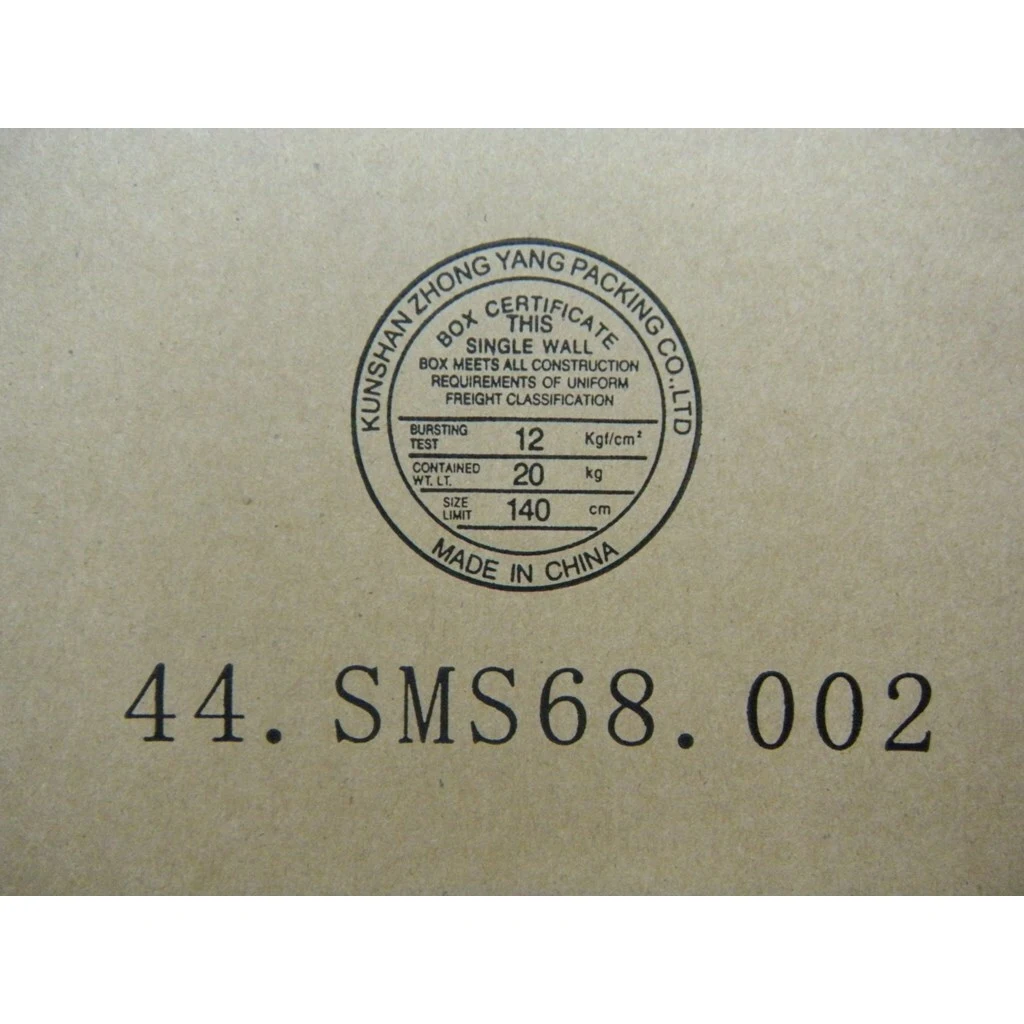 KUNSHAN ZHONG YANG PACKING CO.,LTD
BOX CERTIFICATE
THIS
SINGLE WALL
BOX MEETS ALL CONSTRUCTION
REQUIREMENTS OF UNIFORM
FREIGHT CLASSIFICATION
BURSTING TEST 12 Kgf/cm²
CONTAINED WT. LT. 20 kg
SIZE LIMIT 140 cm
MADE IN CHINA
44.SMS68.002